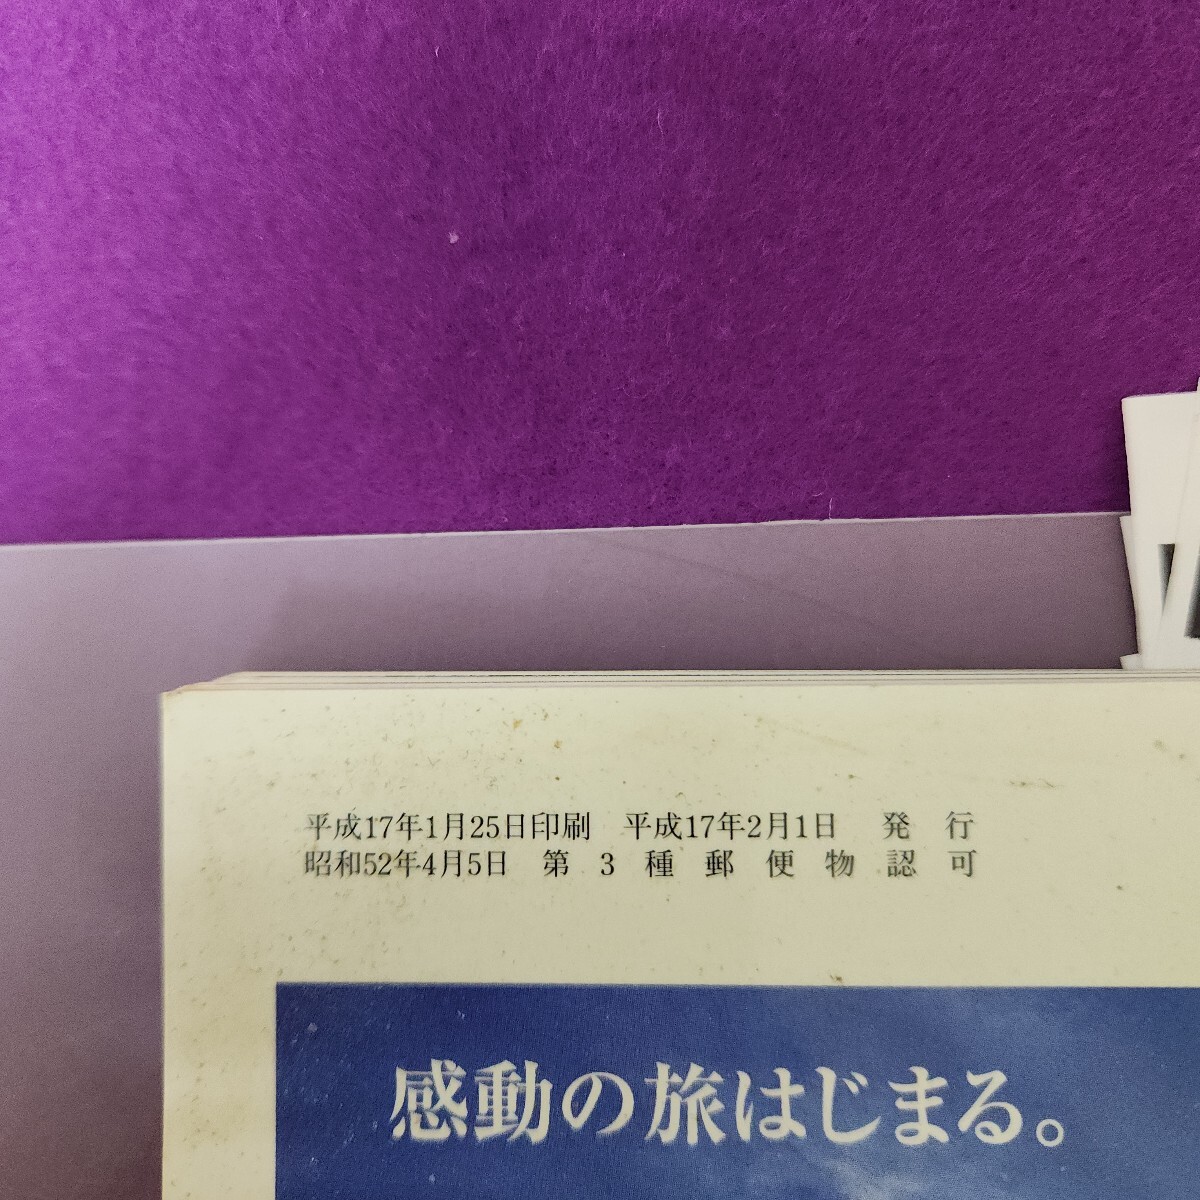 平成17年1月25日印刷　平成17年2月1日　発　行
昭和52年4月5日　第　3　種　郵　便　物　認　可
感動の旅はじまる。